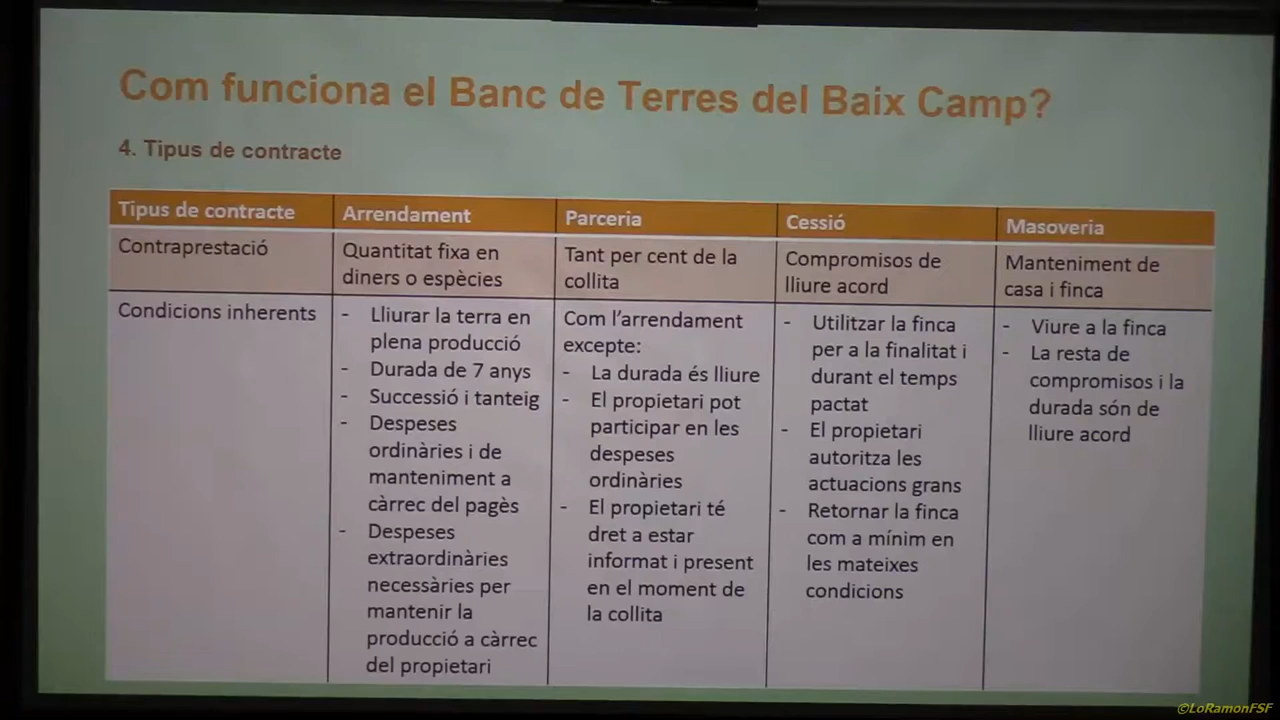 Com funciona el Banc de Terres del Baix Camp?
4. Tipus de contracte
Tipus de contracte
Arrendament
Parceria
Cessió
Masoveria
Contraprestació
Quantitat fixa en
diners o espècies
Tant per cent de la
collita
Compromisos de
lliure acord
Manteniment de
casa i finca
Condicions inherents
- Lliurar la terra en
plena producció
- Durada de 7 anys
- Successió i tanteig
- Despeses
ordinàries i de
manteniment a
càrrec del pagès
- Despeses
extraordinàries
necessàries per
mantenir la
producció a càrrec
del propietari
Com l'arrendament
excepte:
- La durada és lliure
- El propietari pot
participar en les
despeses
ordinàries
- El propietari té
dret a estar
informat i present
en el moment de
la collita
- Utilitzar la finca
per a la finalitat i
durant el temps
pactat
- El propietari
autoritza les
actuacions grans
- Retornar la finca
com a mínim en
les mateixes
condicions
- Viure a la finca
- La resta de
compromisos i la
durada són de
lliure acord
©LoRamonFSF